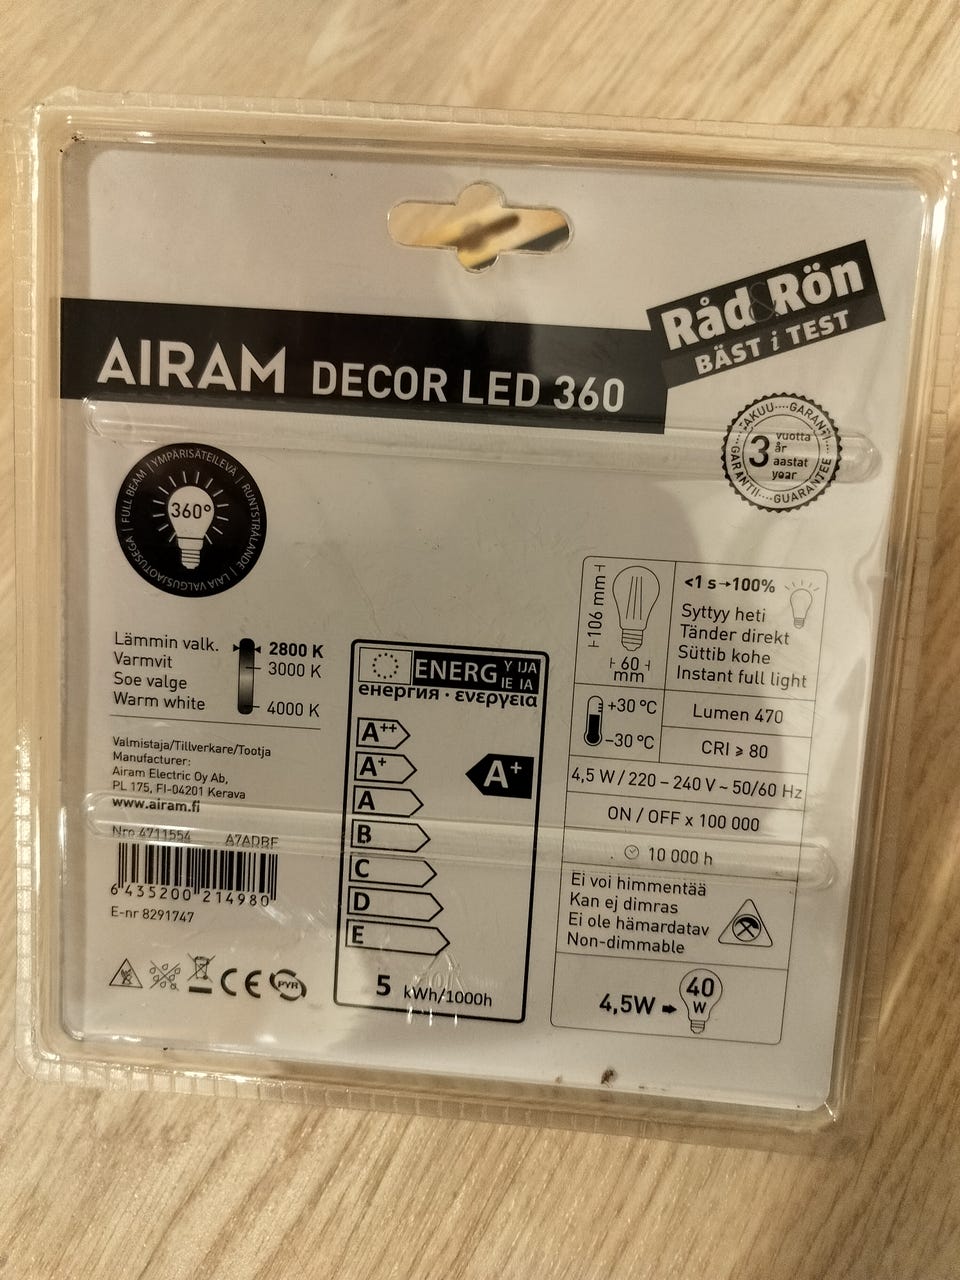 Råd&Rön
BÄST i TEST
AIRAM DECOR LED 360
TAKUU
GARANTI
GUARANTEE
GARANTII
3
vuotta
år
aastat
year
FULL BEAM | YMPÄRISÄTEILEVÄ | RUNTSTRÅLANDE | LAIA VALGUSJAOTUSEGA |
360°
Lämmin valk.
Varmvit
Soe valge
Warm white
2800 K
3000 K
4000 K
Valmistaja/Tillverkare/Tootja
Manufacturer:
Airam Electric Oy Ab,
PL 175, FI-04201 Kerava
www.airam.fi
Nro 4711554 A7ADBF
6 435200 214980
E-nr 8291747
CE
PYR
ENERG Y IJA
IE IA
енергия · ενεργεια
A++
A+
A+
A
B
C
D
E
5 kWh/1000h
106 mm
60
mm
<1 s→100%
Syttyy heti
Tänder direkt
Süttib kohe
Instant full light
+30 °C
–30 °C
Lumen 470
CRI ⩾ 80
4,5 W / 220 – 240 V ~ 50/60 Hz
ON / OFF x 100 000
10 000 h
Ei voi himmentää
Kan ej dimras
Ei ole hämardatav
Non-dimmable
4,5W
40
W